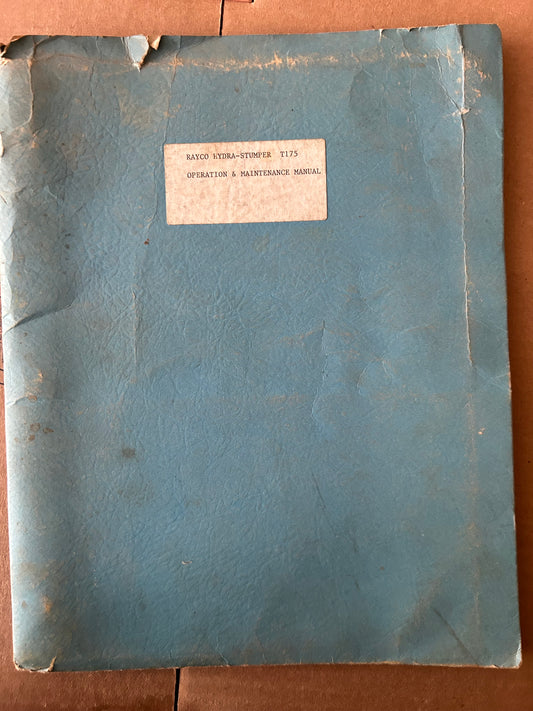 RAYCO HYDRA-STUMPER T175
OPERATION & MAINTENANCE MANUAL